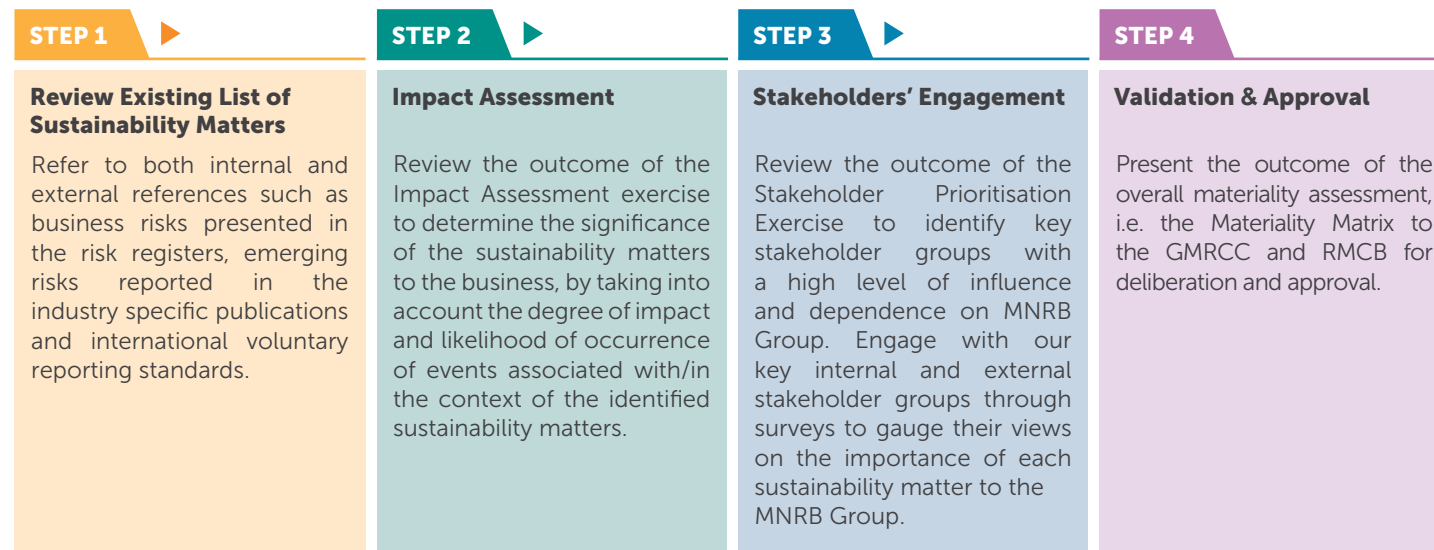 STEP 1
Review Existing List of
Sustainability Matters
Refer to both internal and
external references such as
business risks presented in
the risk registers, emerging
risks reported in the
industry specific publications
and international voluntary
reporting standards.
STEP 2
Impact Assessment
Review the outcome of the
Impact Assessment exercise
to determine the significance
of the sustainability matters
to the business, by taking into
account the degree of impact
and likelihood of occurrence
of events associated with/in
the context of the identified
sustainability matters.
STEP 3
Stakeholders’ Engagement
Review the outcome of the
Stakeholder Prioritisation
Exercise to identify key
stakeholder groups with
a high level of influence
and dependence on MNRB
Group. Engage with our
key internal and external
stakeholder groups through
surveys to gauge their views
on the importance of each
sustainability matter to the
MNRB Group.
STEP 4
Validation & Approval
Present the outcome of the
overall materiality assessment,
i.e. the Materiality Matrix to
the GMRCC and RMCB for
deliberation and approval.